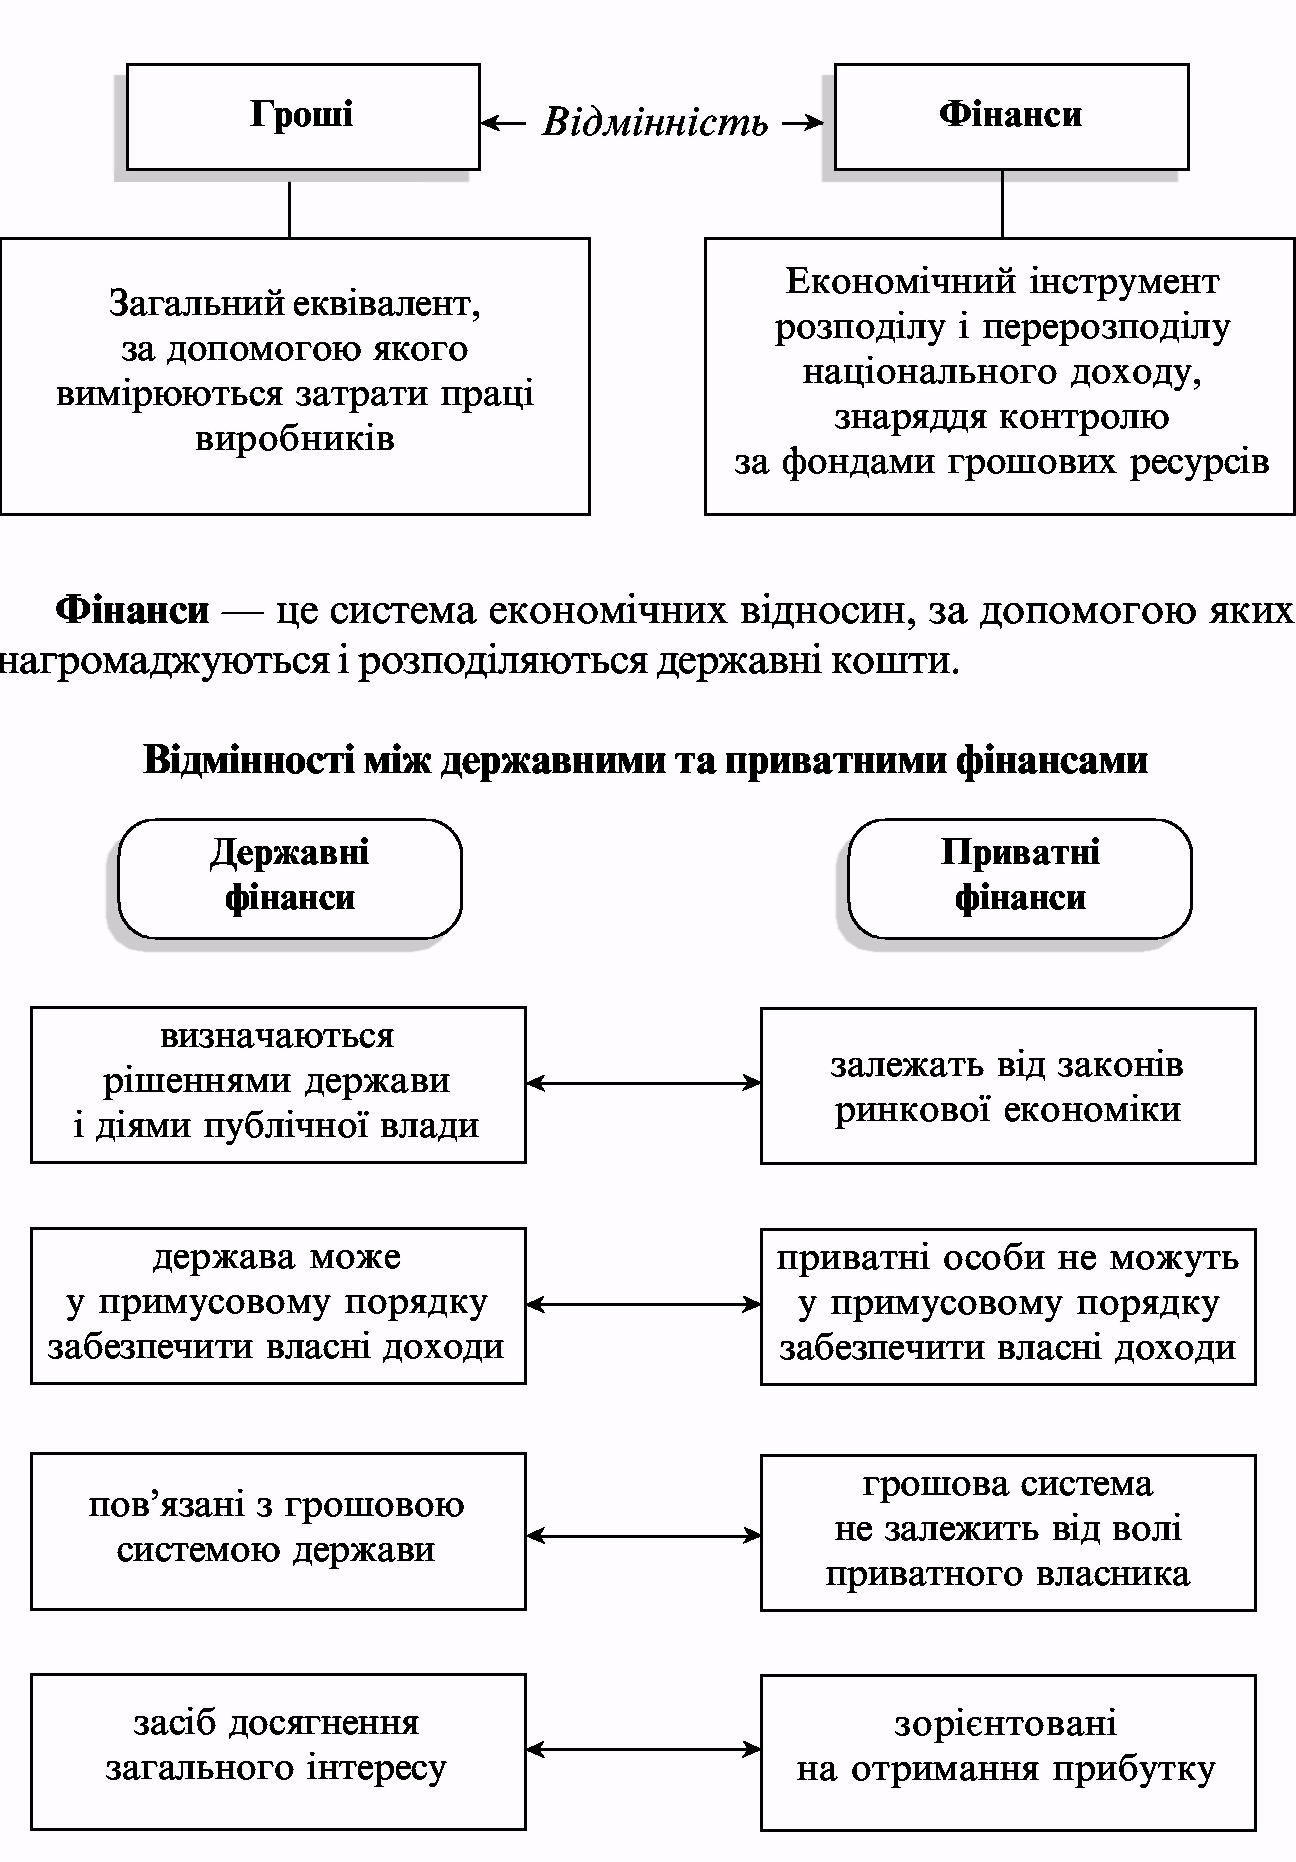 Гроші
Відмінність
Фінанси
Загальний еквівалент,
за допомогою якого
вимірюються затрати праці
виробників
Економічний інструмент
розподілу і перерозподілу
національного доходу,
знаряддя контролю
за фондами грошових ресурсів
Фінанси — це система економічних відносин, за допомогою яких
нагромаджуються і розподіляються державні кошти.
Відмінності між державними та приватними фінансами
Державні
фінанси
Приватні
фінанси
визначаються
рішеннями держави
і діями публічної влади
залежать від законів
ринкової економіки
держава може
у примусовому порядку
забезпечити власні доходи
приватні особи не можуть
у примусовому порядку
забезпечити власні доходи
пов’язані з грошовою
системою держави
грошова система
не залежить від волі
приватного власника
засіб досягнення
загального інтересу
зорієнтовані
на отримання прибутку